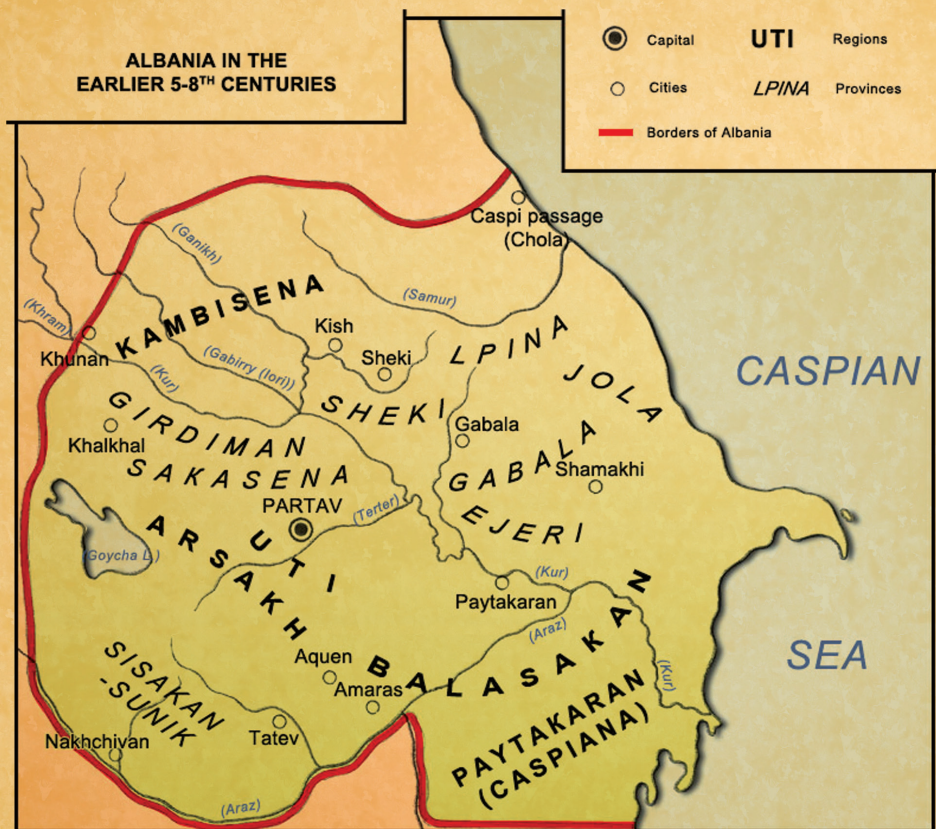 ALBANIA IN THE
EARLIER 5-8TH CENTURIES
Capital
UTI
Regions
Cities
LPINA
Provinces
Borders of Albania
Caspi passage
(Chola)
(Ganikh)
(Samur)
KAMBISENA
(Khram)
Khunan
Kish
Sheki
LPINA
JOLA
CASPIAN
(Gabirry (Iori))
(Kur)
SHEKI
GIRDIMAN
Khalkhal
Gabala
SAKASENA
GABALA
Shamakhi
PARTAV
(Terter)
EJERI
ARSAKH
UTI
(Goycha L.)
(Kur)
Paytakaran
(Araz)
BALASAKAN
SEA
SISAKAN
-SUNIK
Aquen
Amaras
(Kur)
PAYTAKARAN
(CASPIANA)
Nakhchivan
Tatev
(Araz)